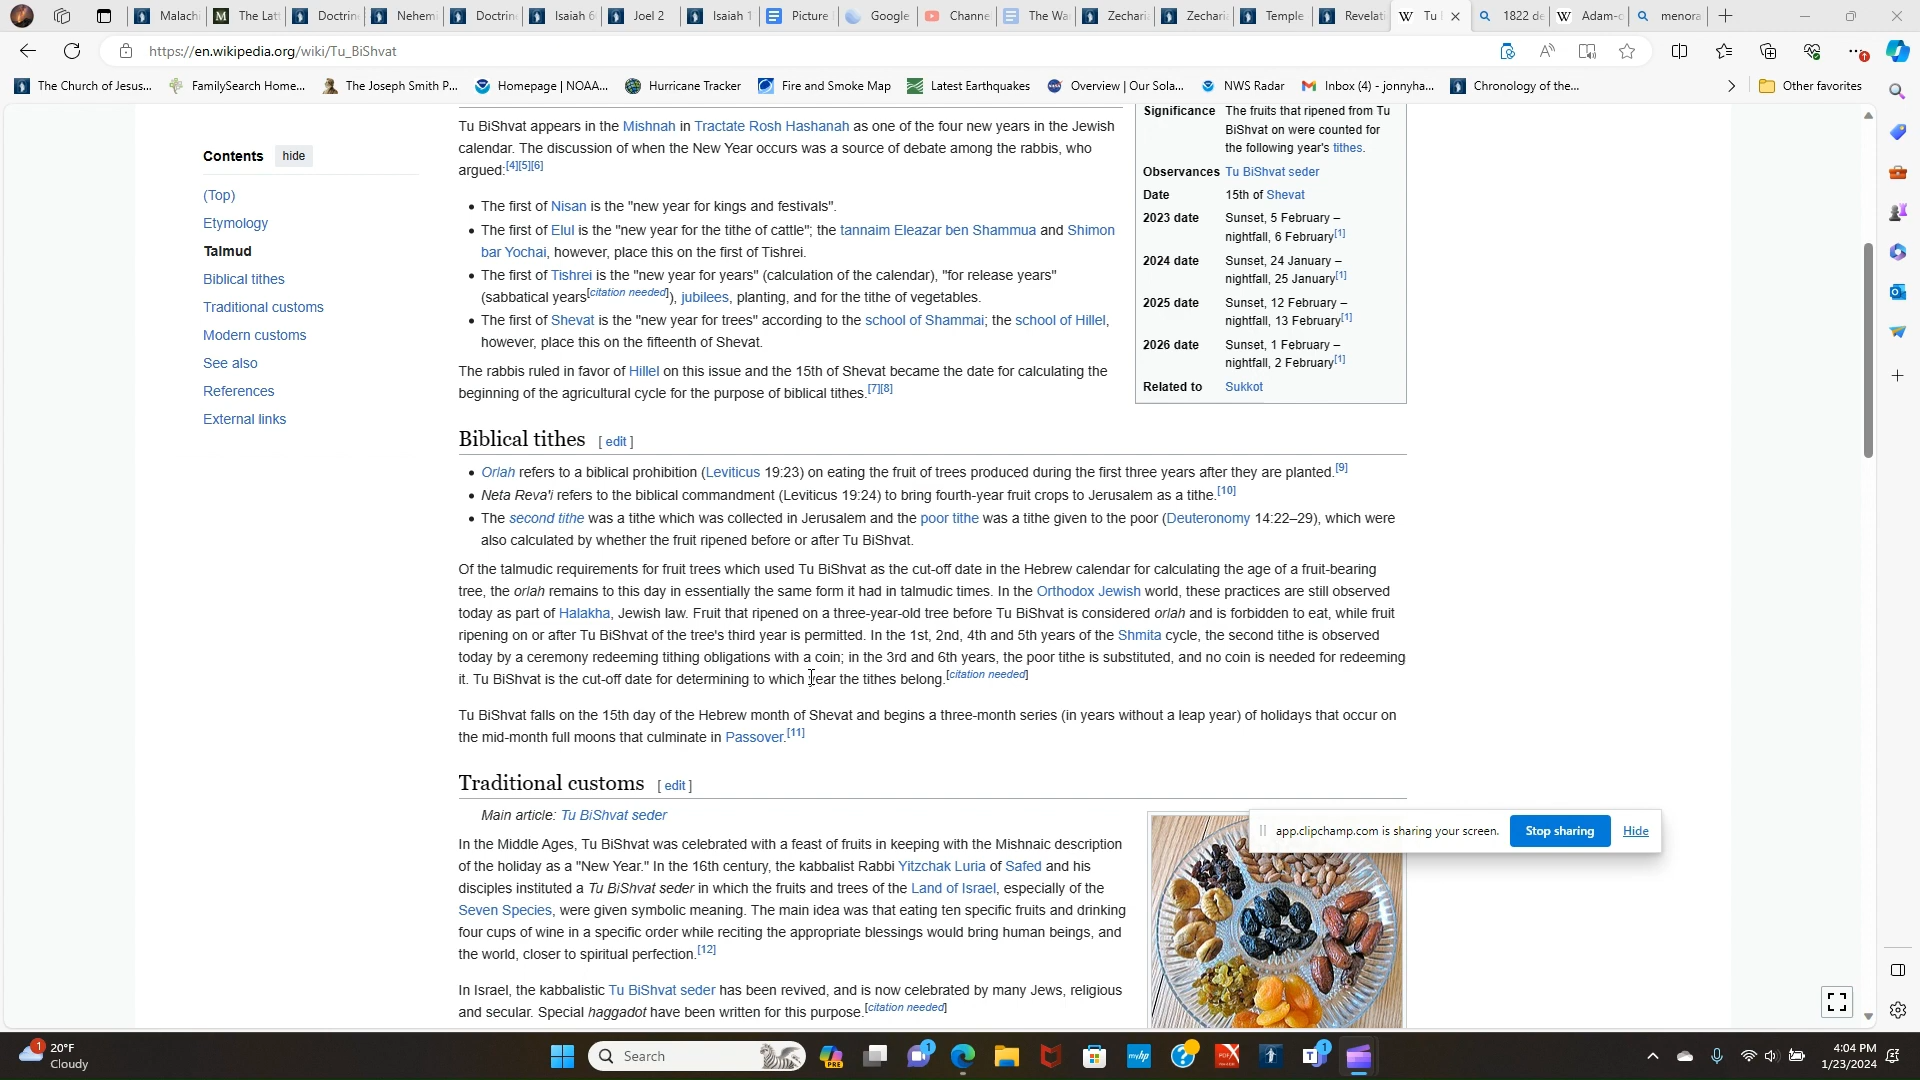 Malachi
The Latt
Doctrine
Nehemi
Doctrine
Isaiah 6
Joel 2
Isaiah 1
Picture
Google
Channe
The Wa
Zechari
Zechari
Temple
Revelati
Tu
1822 de
Adam-o
menora
https://en.wikipedia.org/wiki/Tu_BiShvat
The Church of Jesus...
FamilySearch Home...
The Joseph Smith P...
Homepage | NOAA...
Hurricane Tracker
Fire and Smoke Map
Latest Earthquakes
Overview | Our Sola...
NWS Radar
Inbox (4) - jonnyha...
Chronology of the...
Other favorites
Contents hide
(Top)
Etymology
Talmud
Biblical tithes
Traditional customs
Modern customs
See also
References
External links
Tu BiShvat appears in the Mishnah in Tractate Rosh Hashanah as one of the four new years in the Jewish
calendar. The discussion of when the New Year occurs was a source of debate among the rabbis, who
argued:[4][5][6]
• The first of Nisan is the "new year for kings and festivals".
• The first of Elul is the "new year for the tithe of cattle"; the tannaim Eleazar ben Shammua and Shimon
bar Yochai, however, place this on the first of Tishrei.
• The first of Tishrei is the "new year for years" (calculation of the calendar), "for release years"
(sabbatical years[citation needed]), jubilees, planting, and for the tithe of vegetables.
• The first of Shevat is the "new year for trees" according to the school of Shammai; the school of Hillel,
however, place this on the fifteenth of Shevat.
The rabbis ruled in favor of Hillel on this issue and the 15th of Shevat became the date for calculating the
beginning of the agricultural cycle for the purpose of biblical tithes.[7][8]
Significance The fruits that ripened from Tu
BiShvat on were counted for
the following year's tithes.
Observances Tu BiShvat seder
Date 15th of Shevat
2023 date Sunset, 5 February –
nightfall, 6 February[1]
2024 date Sunset, 24 January –
nightfall, 25 January[1]
2025 date Sunset, 12 February –
nightfall, 13 February[1]
2026 date Sunset, 1 February –
nightfall, 2 February[1]
Related to Sukkot
Biblical tithes [ edit ]
• Orlah refers to a biblical prohibition (Leviticus 19:23) on eating the fruit of trees produced during the first three years after they are planted.[9]
• Neta Reva'i refers to the biblical commandment (Leviticus 19:24) to bring fourth-year fruit crops to Jerusalem as a tithe.[10]
• The second tithe was a tithe which was collected in Jerusalem and the poor tithe was a tithe given to the poor (Deuteronomy 14:22–29), which were
also calculated by whether the fruit ripened before or after Tu BiShvat.
Of the talmudic requirements for fruit trees which used Tu BiShvat as the cut-off date in the Hebrew calendar for calculating the age of a fruit-bearing
tree, the orlah remains to this day in essentially the same form it had in talmudic times. In the Orthodox Jewish world, these practices are still observed
today as part of Halakha, Jewish law. Fruit that ripened on a three-year-old tree before Tu BiShvat is considered orlah and is forbidden to eat, while fruit
ripening on or after Tu BiShvat of the tree's third year is permitted. In the 1st, 2nd, 4th and 5th years of the Shmita cycle, the second tithe is observed
today by a ceremony redeeming tithing obligations with a coin; in the 3rd and 6th years, the poor tithe is substituted, and no coin is needed for redeeming
it. Tu BiShvat is the cut-off date for determining to which year the tithes belong.[citation needed]
Tu BiShvat falls on the 15th day of the Hebrew month of Shevat and begins a three-month series (in years without a leap year) of holidays that occur on
the mid-month full moons that culminate in Passover.[11]
Traditional customs [ edit ]
Main article: Tu BiShvat seder
In the Middle Ages, Tu BiShvat was celebrated with a feast of fruits in keeping with the Mishnaic description
of the holiday as a "New Year." In the 16th century, the kabbalist Rabbi Yitzchak Luria of Safed and his
disciples instituted a Tu BiShvat seder in which the fruits and trees of the Land of Israel, especially of the
Seven Species, were given symbolic meaning. The main idea was that eating ten specific fruits and drinking
four cups of wine in a specific order while reciting the appropriate blessings would bring human beings, and
the world, closer to spiritual perfection.[12]
In Israel, the kabbalistic Tu BiShvat seder has been revived, and is now celebrated by many Jews, religious
and secular. Special haggadot have been written for this purpose.[citation needed]
app.clipchamp.com is sharing your screen. Stop sharing Hide
20°F
Cloudy
Search
4:04 PM
1/23/2024